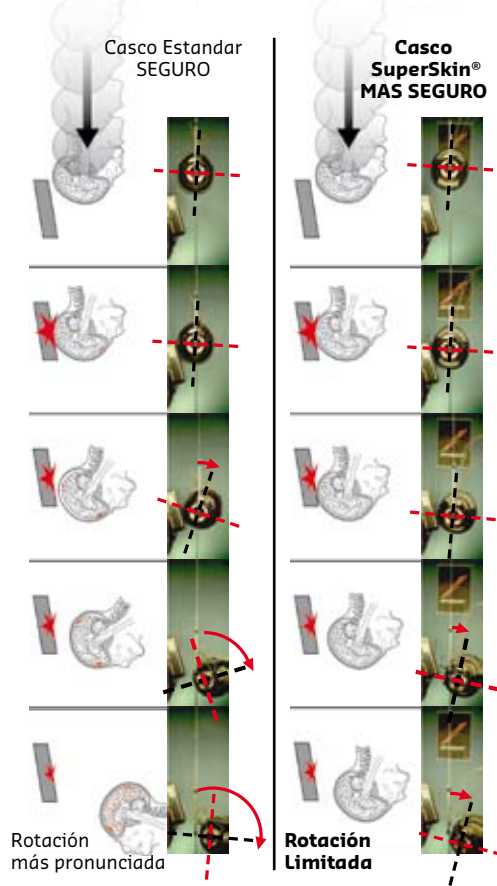 Casco Estandar
SEGURO
Casco
SuperSkin®
MAS SEGURO
Rotación
más pronunciada
Rotación
Limitada